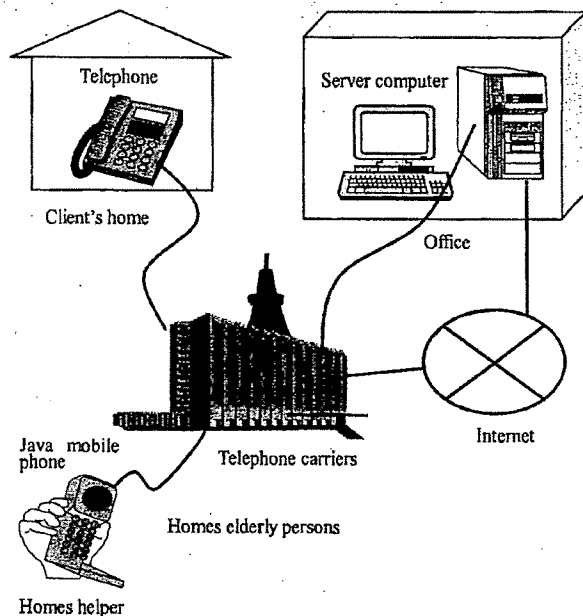 Telephone
Server computer
Client's home
Office
Internet
Java mobile
phone
Telephone carriers
Homes elderly persons
Homes helper